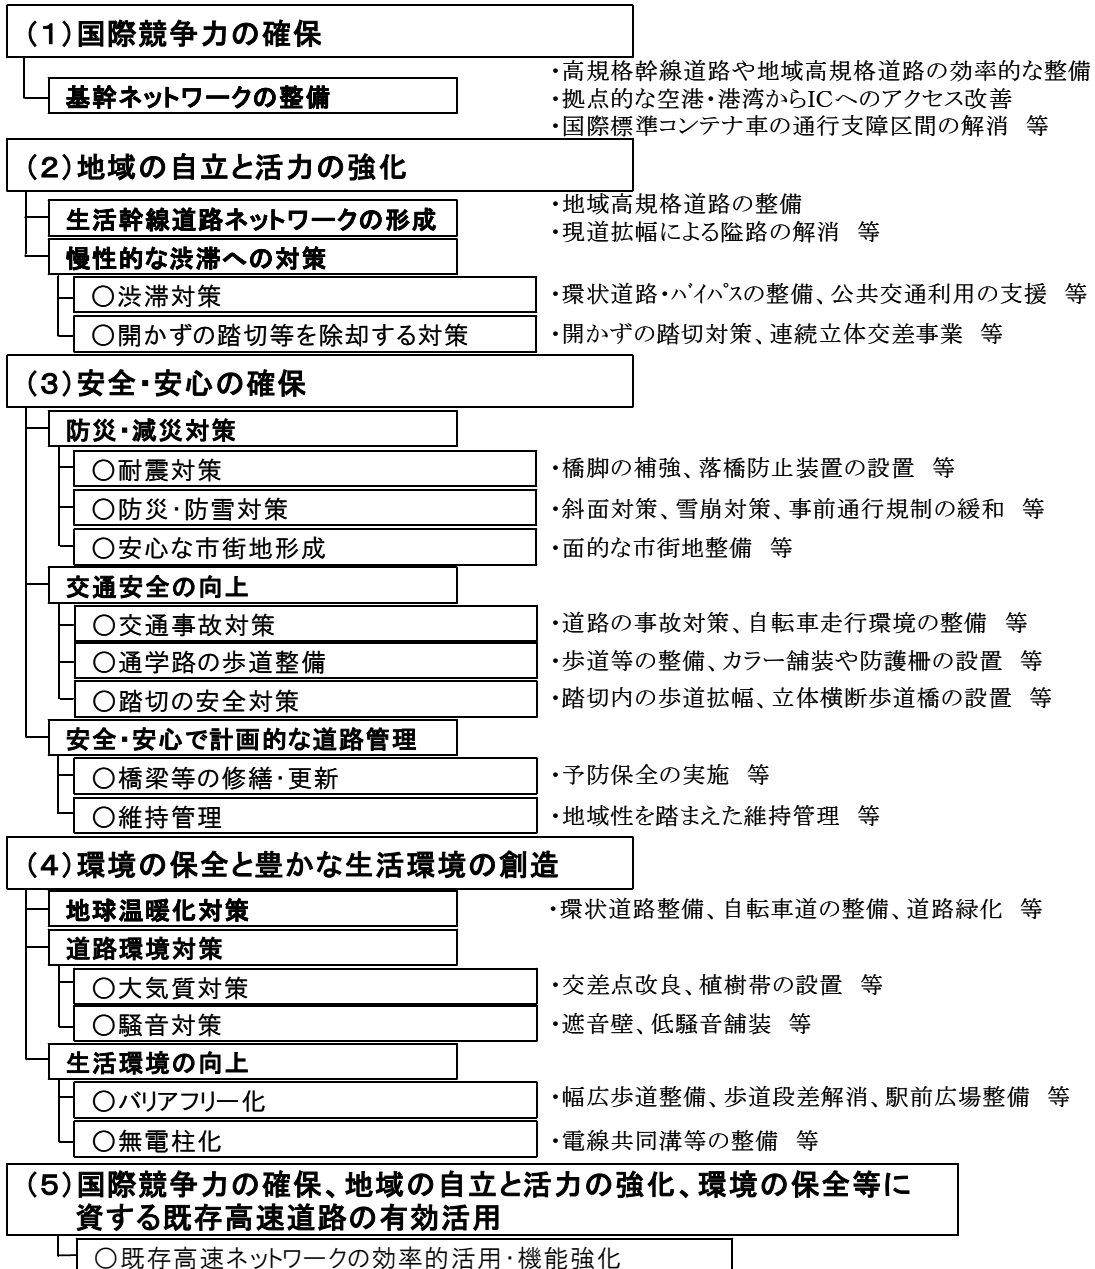 （１）国際競争力の確保
基幹ネットワークの整備
・高規格幹線道路や地域高規格道路の効率的な整備
・拠点的な空港・港湾からICへのアクセス改善
・国際標準コンテナ車の通行支障区間の解消　等
（２）地域の自立と活力の強化
生活幹線道路ネットワークの形成
・地域高規格道路の整備
・現道拡幅による隘路の解消　等
慢性的な渋滞への対策
○渋滞対策
・環状道路・ﾊﾞｲﾊﾟｽの整備、公共交通利用の支援　等
○開かずの踏切等を除却する対策
・開かずの踏切対策、連続立体交差事業　等
（３）安全・安心の確保
防災・減災対策
○耐震対策
・橋脚の補強、落橋防止装置の設置　等
○防災・防雪対策
・斜面対策、雪崩対策、事前通行規制の緩和　等
○安心な市街地形成
・面的な市街地整備　等
交通安全の向上
○交通事故対策
・道路の事故対策、自転車走行環境の整備　等
○通学路の歩道整備
・歩道等の整備、カラー舗装や防護柵の設置　等
○踏切の安全対策
・踏切内の歩道拡幅、立体横断歩道橋の設置　等
安全・安心で計画的な道路管理
○橋梁等の修繕・更新
・予防保全の実施　等
○維持管理
・地域性を踏まえた維持管理　等
（４）環境の保全と豊かな生活環境の創造
地球温暖化対策
・環状道路整備、自転車道の整備、道路緑化　等
道路環境対策
○大気質対策
・交差点改良、植樹帯の設置　等
○騒音対策
・遮音壁、低騒音舗装　等
生活環境の向上
○バリアフリー化
・幅広歩道整備、歩道段差解消、駅前広場整備　等
○無電柱化
・電線共同溝等の整備　等
（５）国際競争力の確保、地域の自立と活力の強化、環境の保全等に
資する既存高速道路の有効活用
○既存高速ネットワークの効率的活用・機能強化